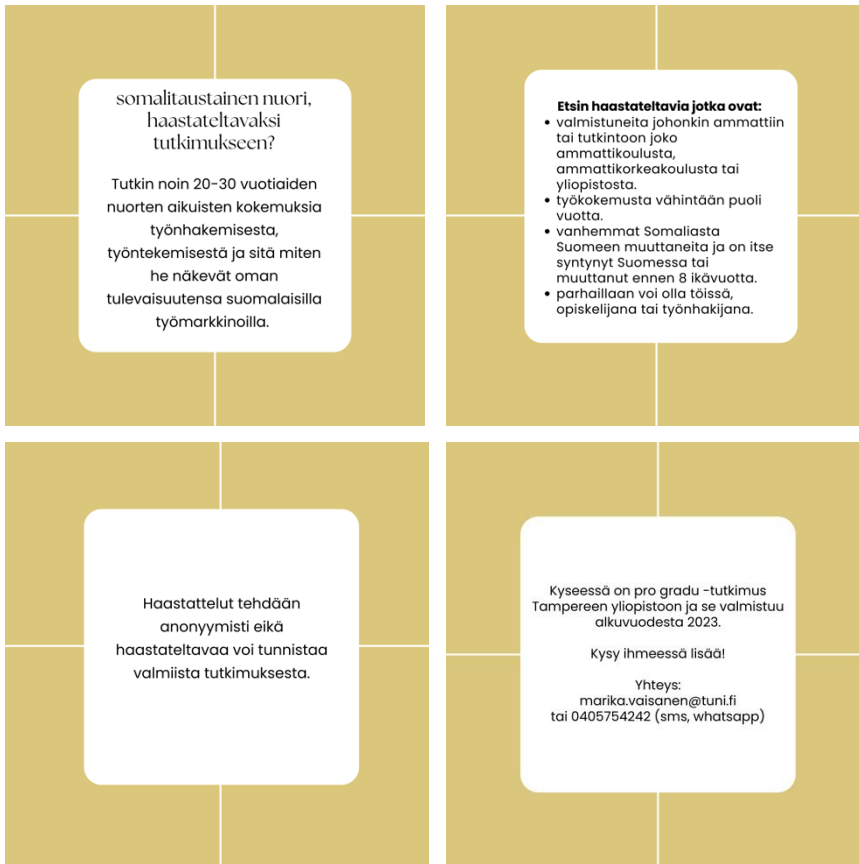 somalitaustainen nuori,
haastateltavaksi
tutkimukseen?
Tutkin noin 20-30 vuotiaiden
nuorten aikuisten kokemuksia
työnhakemisesta,
työntekemisestä ja sitä miten
he näkevät oman
tulevaisuutensa suomalaisilla
työmarkkinoilla.
Etsin haastateltavia jotka ovat:
• valmistuneita johonkin ammattiin
tai tutkintoon joko
ammattikoulusta,
ammattikorkeakoulusta tai
yliopistosta.
• työkokemusta vähintään puoli
vuotta.
• vanhemmat Somaliasta
Suomeen muuttaneita ja on itse
syntynyt Suomessa tai
muuttanut ennen 8 ikävuotta.
• parhaillaan voi olla töissä,
opiskelijana tai työnhakijana.
Haastattelut tehdään
anonyymisti eikä
haastateltavaa voi tunnistaa
valmiista tutkimuksesta.
Kyseessä on pro gradu -tutkimus
Tampereen yliopistoon ja se valmistuu
alkuvuodesta 2023.
Kysy ihmeessä lisää!
Yhteys:
marika.vaisanen@tuni.fi
tai 0405754242 (sms, whatsapp)